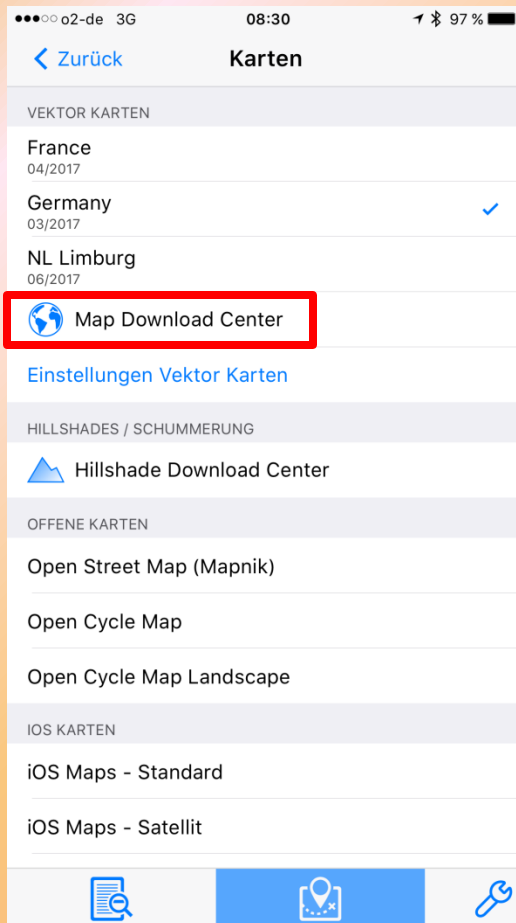 o2-de 3G 08:30 97 %
Zurück Karten
VEKTOR KARTEN
France
04/2017
Germany
03/2017
NL Limburg
06/2017
Map Download Center
Einstellungen Vektor Karten
HILLSHADES / SCHUMMERUNG
Hillshade Download Center
OFFENE KARTEN
Open Street Map (Mapnik)
Open Cycle Map
Open Cycle Map Landscape
IOS KARTEN
iOS Maps - Standard
iOS Maps - Satellit